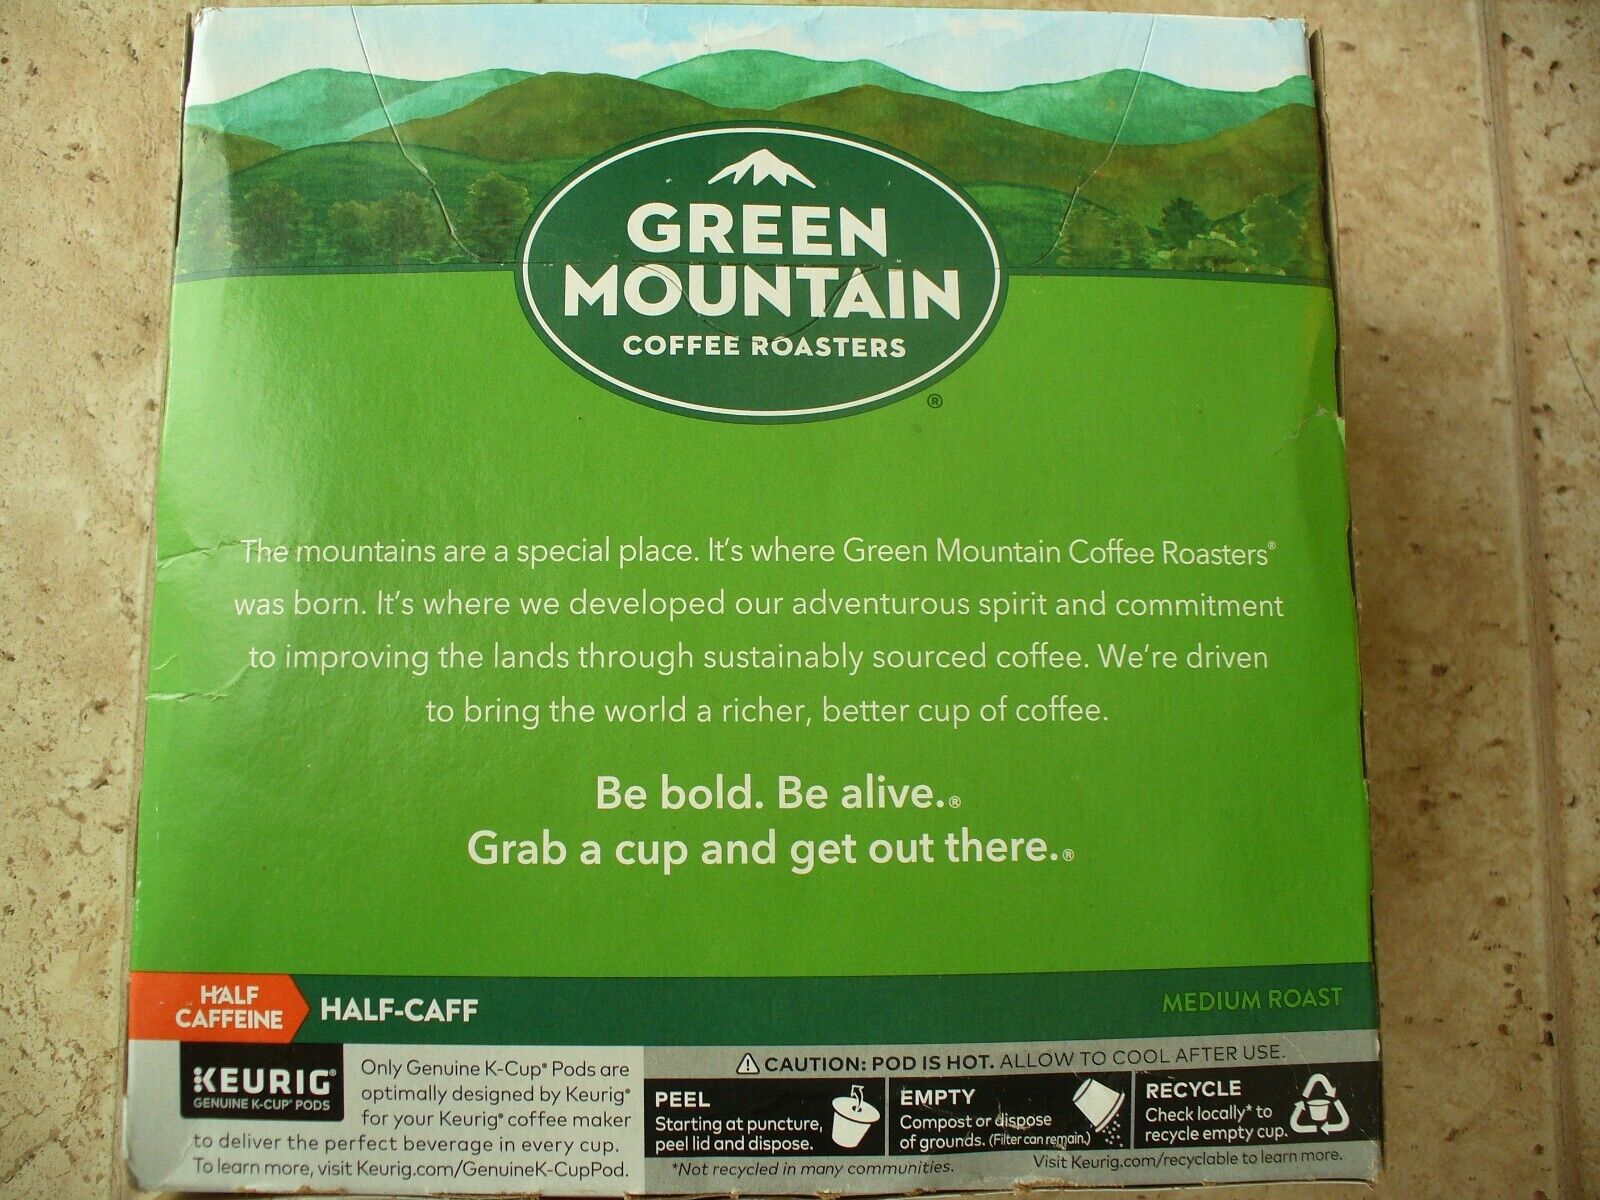 GREEN
MOUNTAIN
COFFEE ROASTERS
®
The mountains are a special place. It's where Green Mountain Coffee Roasters®
was born. It's where we developed our adventurous spirit and commitment
to improving the lands through sustainably sourced coffee. We're driven
to bring the world a richer, better cup of coffee.
Be bold. Be alive.®
Grab a cup and get out there.®
HALF
CAFFEINE
HALF-CAFF
MEDIUM ROAST
KEURIG®
GENUINE K-CUP® PODS
Only Genuine K-Cup® Pods are
optimally designed by Keurig®
for your Keurig® coffee maker
to deliver the perfect beverage in every cup.
To learn more, visit Keurig.com/GenuineK-CupPod.
CAUTION: POD IS HOT. ALLOW TO COOL AFTER USE.
PEEL
Starting at puncture,
peel lid and dispose.
EMPTY
Compost or dispose
of grounds. (Filter can remain.)
RECYCLE
Check locally* to
recycle empty cup.
*Not recycled in many communities.
Visit Keurig.com/recyclable to learn more.